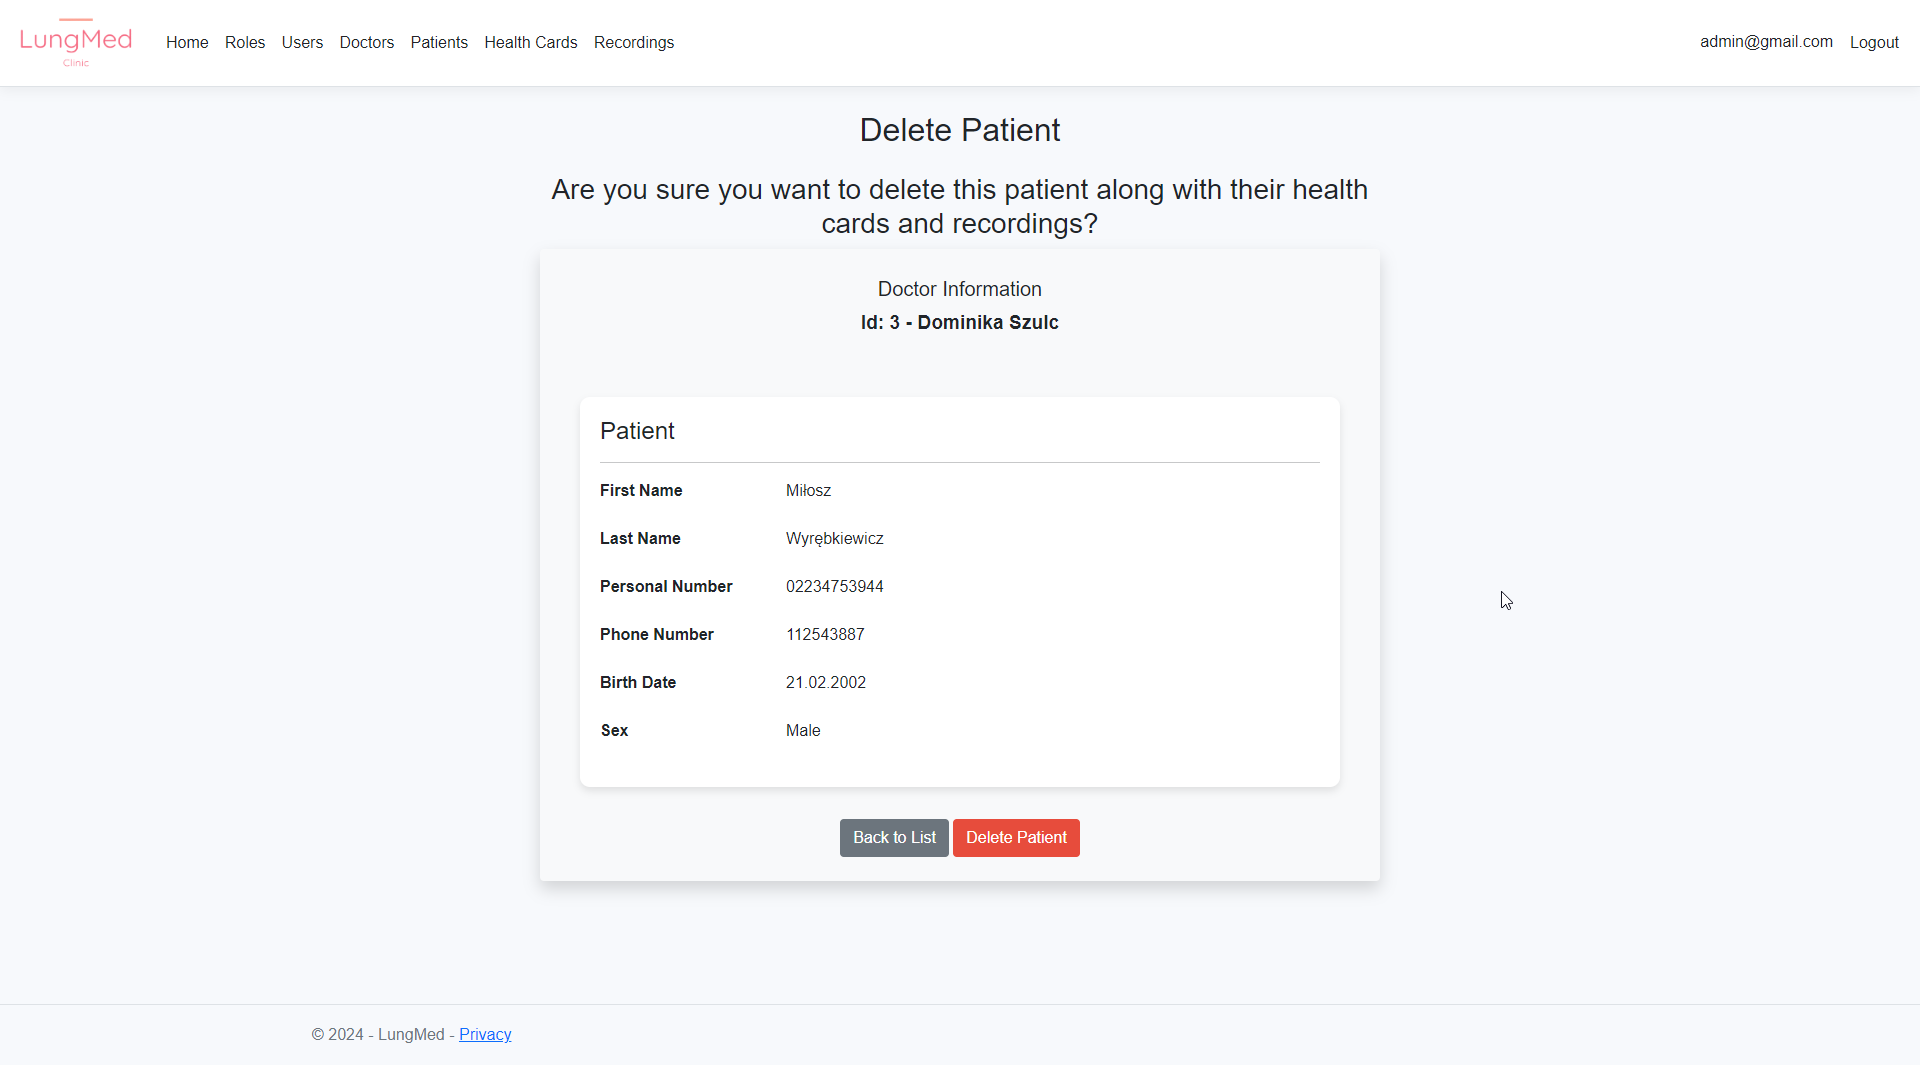 LungMed
Clinic
Home Roles Users Doctors Patients Health Cards Recordings
admin@gmail.com Logout
Delete Patient
Are you sure you want to delete this patient along with their health
cards and recordings?
Doctor Information
Id: 3 - Dominika Szulc
Patient
First Name Miłosz
Last Name Wyrębkiewicz
Personal Number 02234753944
Phone Number 112543887
Birth Date 21.02.2002
Sex Male
Back to List Delete Patient
© 2024 - LungMed - Privacy